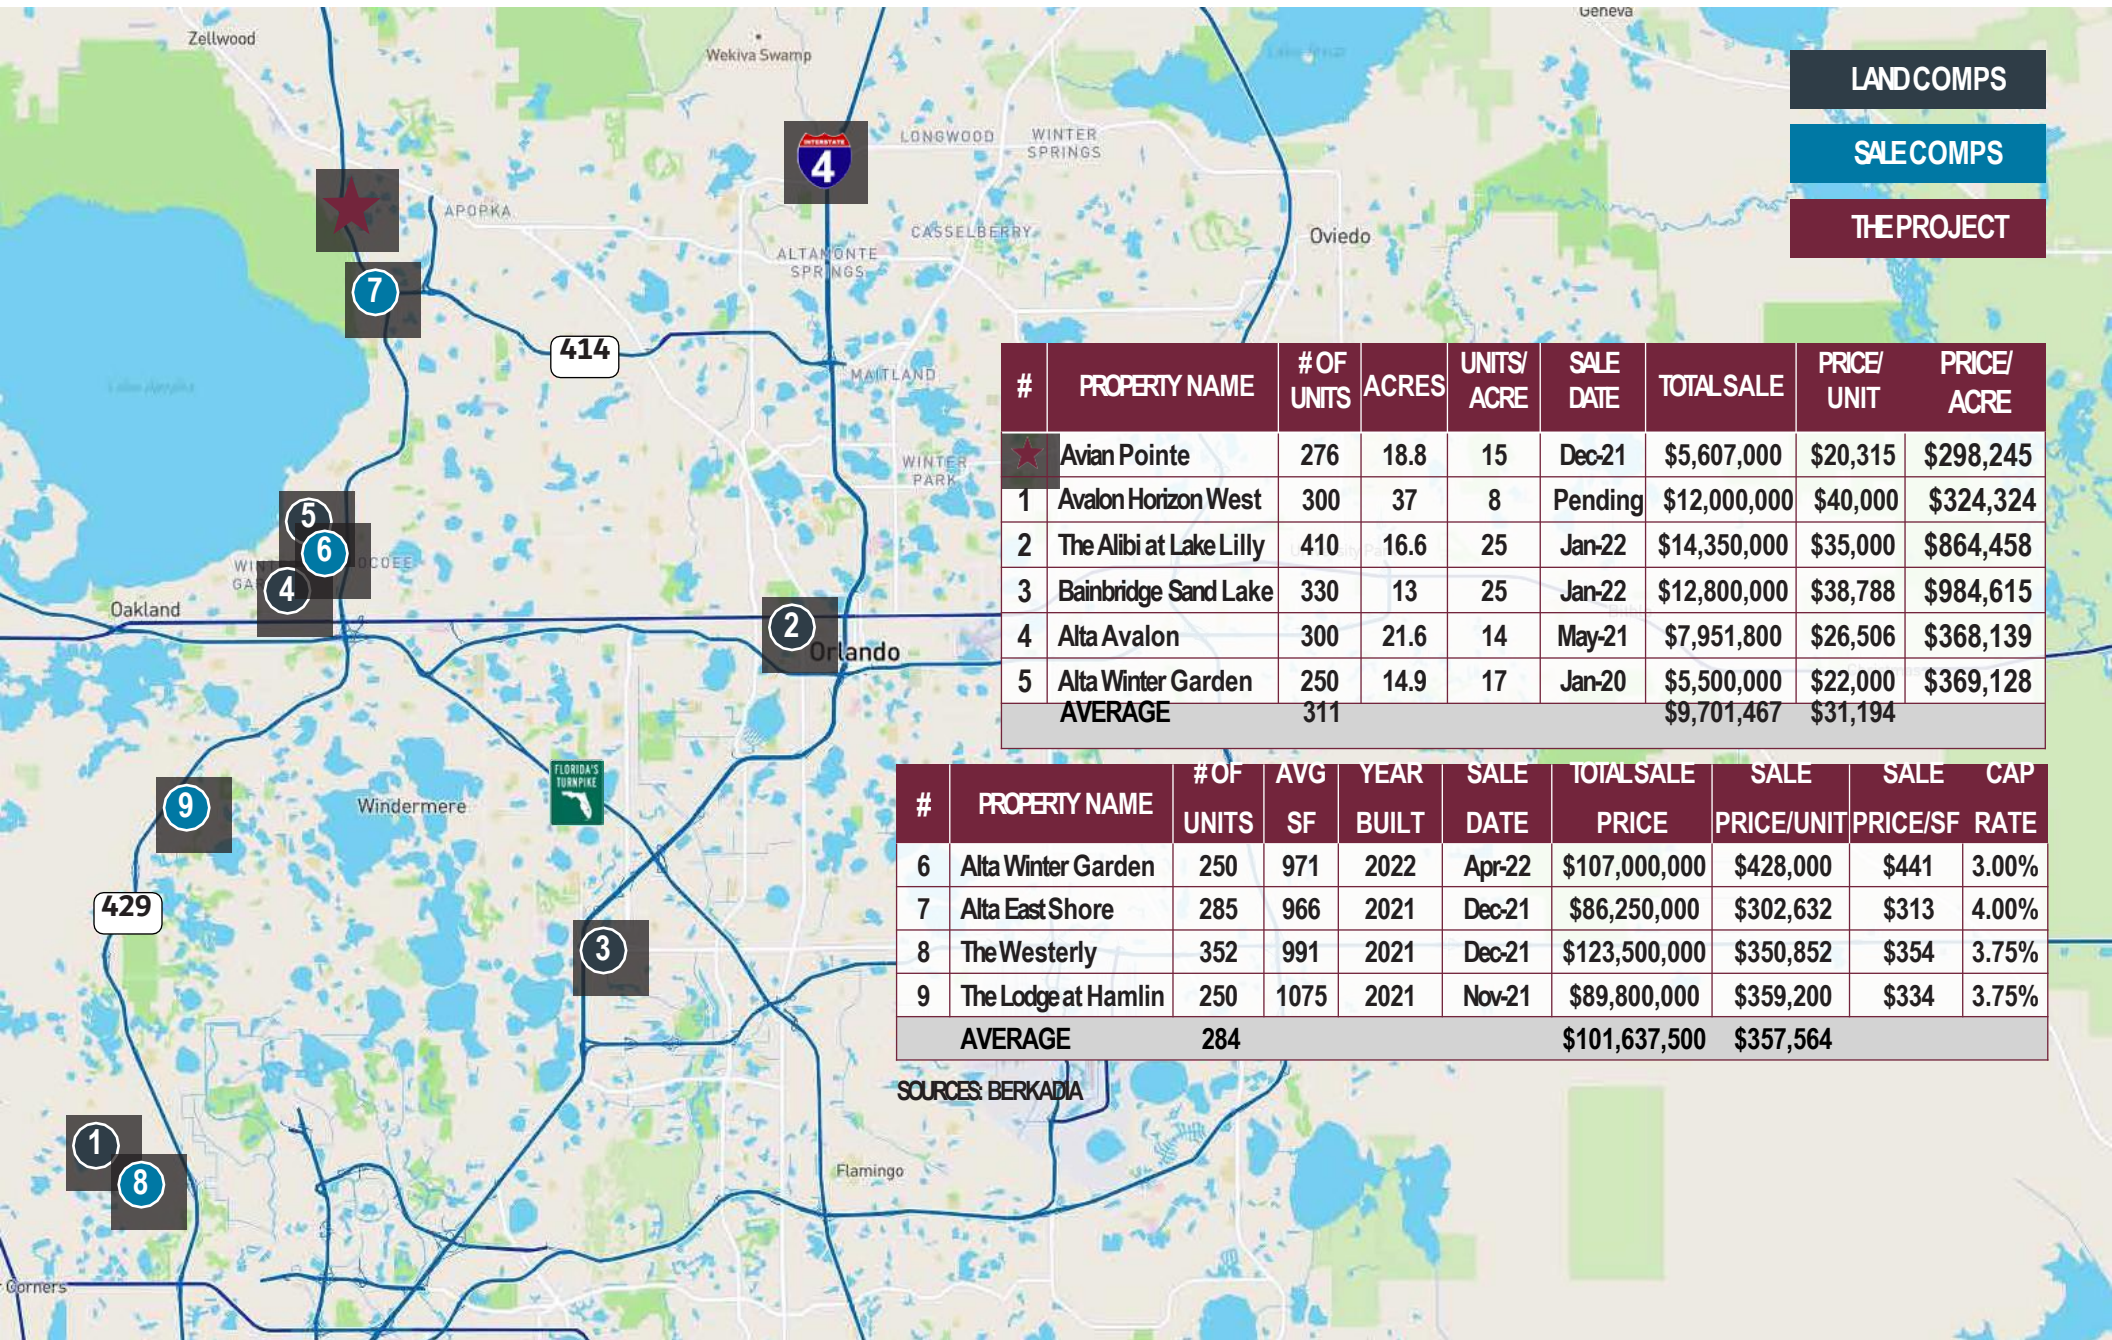 Geneva
Zellwood
Wekiva Swamp
LAND COMPS
SALE COMPS
THE PROJECT
INTERSTATE
4
LONGWOOD
WINTER
SPRINGS
APOPKA
CASSELBERRY
Oviedo
ALTAMONTE
SPRINGS
7
414
MAITLAND
Lake Apopka
WINTER
PARK
# PROPERTY NAME # OF UNITS ACRES UNITS/ACRE SALE DATE TOTAL SALE PRICE/UNIT PRICE/ACRE
Avian Pointe 276 18.8 15 Dec-21 $5,607,000 $20,315 $298,245
1 Avalon Horizon West 300 37 8 Pending $12,000,000 $40,000 $324,324
2 The Alibi at Lake Lilly 410 16.6 25 Jan-22 $14,350,000 $35,000 $864,458
3 Bainbridge Sand Lake 330 13 25 Jan-22 $12,800,000 $38,788 $984,615
4 Alta Avalon 300 21.6 14 May-21 $7,951,800 $26,506 $368,139
5 Alta Winter Garden 250 14.9 17 Jan-20 $5,500,000 $22,000 $369,128
AVERAGE 311 $9,701,467 $31,194
5
6
4
OCOEE
Oakland
2
Orlando
FLORIDA'S
TURNPIKE
9
Windermere
429
3
# PROPERTY NAME # OF UNITS AVG SF YEAR BUILT SALE DATE TOTAL SALE PRICE SALE PRICE/UNIT SALE PRICE/SF CAP RATE
6 Alta Winter Garden 250 971 2022 Apr-22 $107,000,000 $428,000 $441 3.00%
7 Alta East Shore 285 966 2021 Dec-21 $86,250,000 $302,632 $313 4.00%
8 The Westerly 352 991 2021 Dec-21 $123,500,000 $350,852 $354 3.75%
9 The Lodge at Hamlin 250 1075 2021 Nov-21 $89,800,000 $359,200 $334 3.75%
AVERAGE 284 $101,637,500 $357,564
SOURCES: BERKADIA
1
8
Flamingo
Corners